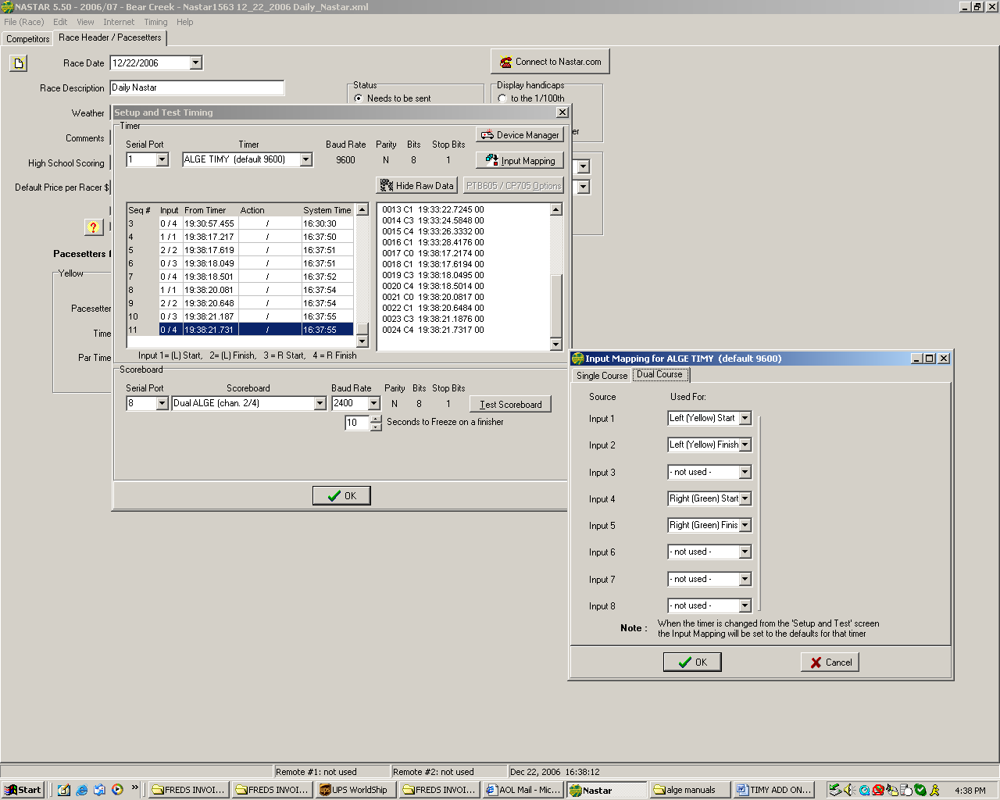 NASTAR 5.50 - 2006/07 - Bear Creek - Nastar1563 12_22_2006 Daily_Nastar.xml
File (Race) Edit View Internet Timing Help
Competitors Race Header / Pacesetters
Race Date 12/22/2006
Connect to Nastar.com
Race Description Daily Nastar
Status
Needs to be sent
Display handicaps
to the 1/100th
Weather
Comments
High School Scoring
Default Price per Racer $
Pacesetters f
Yellow
Pacesetter
Time
Par Time
Setup and Test Timing
Timer
Device Manager
Serial Port Timer Baud Rate Parity Bits Stop Bits
1 ALGE TIMY (default 9600) 9600 N 8 1
Input Mapping
Hide Raw Data PTB605 / CP705 Options
Seq # Input From Timer Action System Time
3 0 / 4 19:30:57.455 / 16:30:30
4 1 / 1 19:38:17.217 / 16:37:50
5 2 / 2 19:38:17.619 / 16:37:51
6 0 / 3 19:38:18.049 / 16:37:51
7 0 / 4 19:38:18.501 / 16:37:52
8 1 / 1 19:38:20.081 / 16:37:54
9 2 / 2 19:38:20.648 / 16:37:54
10 0 / 3 19:38:21.187 / 16:37:55
11 0 / 4 19:38:21.731 / 16:37:55
0013 C1 19:33:22.7245 00
0014 C3 19:33:24.5848 00
0015 C4 19:33:26.3332 00
0016 C1 19:33:28.4176 00
0017 C0 19:38:17.2174 00
0018 C1 19:38:17.6194 00
0019 C3 19:38:18.0495 00
0020 C4 19:38:18.5014 00
0021 C0 19:38:20.0817 00
0022 C1 19:38:20.6484 00
0023 C3 19:38:21.1876 00
0024 C4 19:38:21.7317 00
Input 1= (L) Start, 2= (L) Finish, 3 = R Start, 4 = R Finish
Scoreboard
Serial Port Scoreboard Baud Rate Parity Bits Stop Bits
8 Dual ALGE (chan. 2/4) 2400 N 8 1 Test Scoreboard
10 Seconds to Freeze on a finisher
OK
er
Input Mapping for ALGE TIMY (default 9600)
Single Course Dual Course
Source Used For:
Input 1 Left (Yellow) Start
Input 2 Left (Yellow) Finish
Input 3 - not used -
Input 4 Right (Green) Start
Input 5 Right (Green) Finis
Input 6 - not used -
Input 7 - not used -
Input 8 - not used -
Note : When the timer is changed from the 'Setup and Test' screen
the Input Mapping will be set to the defaults for that timer
OK Cancel
Remote #1: not used Remote #2: not used Dec 22, 2006 16:38:12
Start » FREDS INVOI... FREDS INVOI... UPS WorldShip FREDS INVOI... AOL Mail - Mic... Nastar alge manuals TIMY ADD ON... 4:38 PM